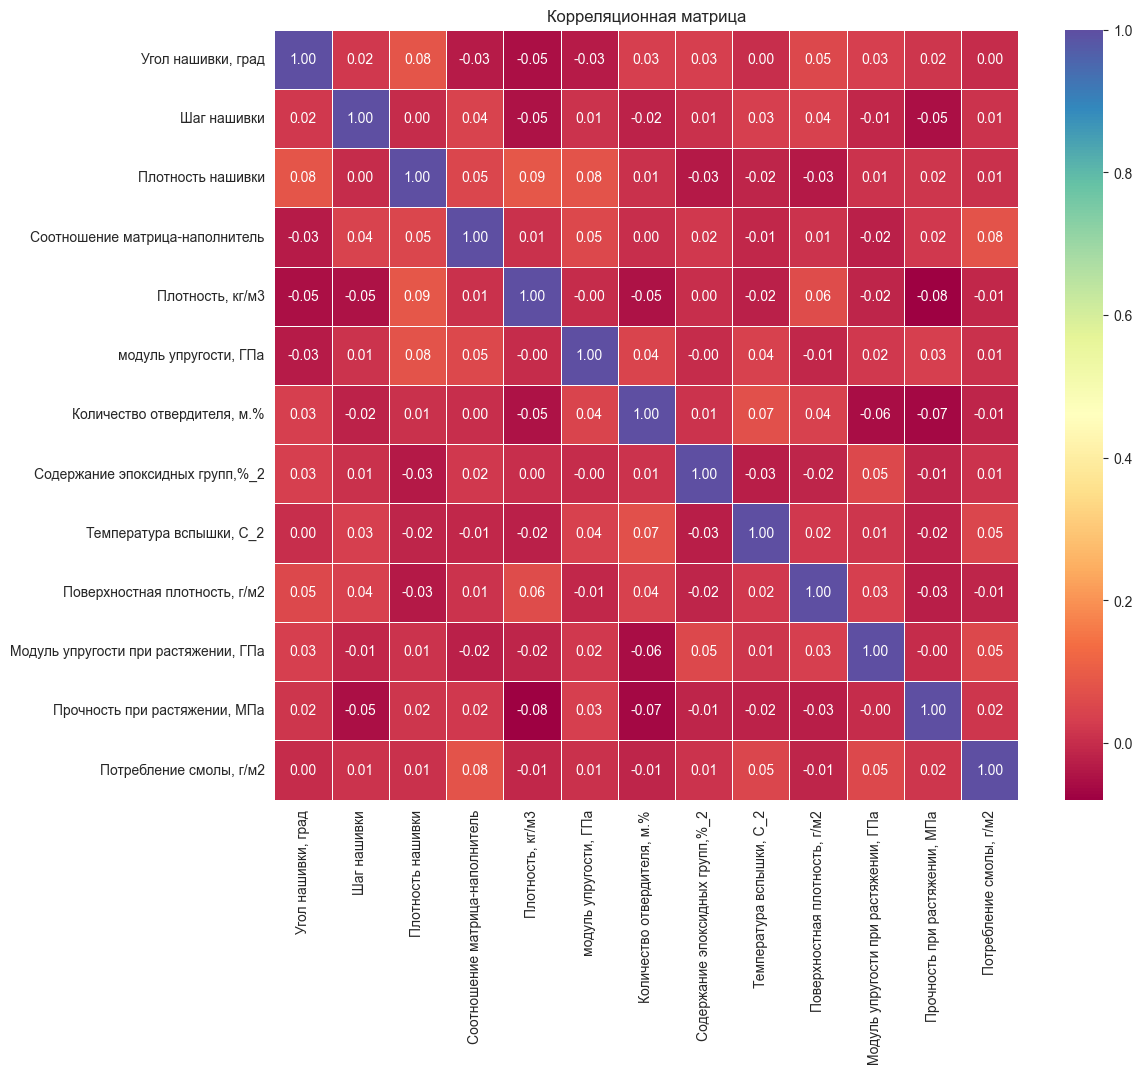 Корреляционная матрица
Угол нашивки, град 1.00 0.02 0.08 -0.03 -0.05 -0.03 0.03 0.03 0.00 0.05 0.03 0.02 0.00
Шаг нашивки 0.02 1.00 0.00 0.04 -0.05 0.01 -0.02 0.01 0.03 0.04 -0.01 -0.05 0.01
Плотность нашивки 0.08 0.00 1.00 0.05 0.09 0.08 0.01 -0.03 -0.02 -0.03 0.01 0.02 0.01
Соотношение матрица-наполнитель -0.03 0.04 0.05 1.00 0.01 0.05 0.00 0.02 -0.01 0.01 -0.02 0.02 0.08
Плотность, кг/м3 -0.05 -0.05 0.09 0.01 1.00 -0.00 -0.05 0.00 -0.02 0.06 -0.02 -0.08 -0.01
модуль упругости, ГПа -0.03 0.01 0.08 0.05 -0.00 1.00 0.04 -0.00 0.04 -0.01 0.02 0.03 0.01
Количество отвердителя, м.% 0.03 -0.02 0.01 0.00 -0.05 0.04 1.00 0.01 0.07 0.04 -0.06 -0.07 -0.01
Содержание эпоксидных групп,%_2 0.03 0.01 -0.03 0.02 0.00 -0.00 0.01 1.00 -0.03 -0.02 0.05 -0.01 0.01
Температура вспышки, С_2 0.00 0.03 -0.02 -0.01 -0.02 0.04 0.07 -0.03 1.00 0.02 0.01 -0.02 0.05
Поверхностная плотность, г/м2 0.05 0.04 -0.03 0.01 0.06 -0.01 0.04 -0.02 0.02 1.00 0.03 -0.03 -0.01
Модуль упругости при растяжении, ГПа 0.03 -0.01 0.01 -0.02 -0.02 0.02 -0.06 0.05 0.01 0.03 1.00 -0.00 0.05
Прочность при растяжении, МПа 0.02 -0.05 0.02 0.02 -0.08 0.03 -0.07 -0.01 -0.02 -0.03 -0.00 1.00 0.02
Потребление смолы, г/м2 0.00 0.01 0.01 0.08 -0.01 0.01 -0.01 0.01 0.05 -0.01 0.05 0.02 1.00
Угол нашивки, град
Шаг нашивки
Плотность нашивки
Соотношение матрица-наполнитель
Плотность, кг/м3
модуль упругости, ГПа
Количество отвердителя, м.%
Содержание эпоксидных групп,%_2
Температура вспышки, С_2
Поверхностная плотность, г/м2
Модуль упругости при растяжении, ГПа
Прочность при растяжении, МПа
Потребление смолы, г/м2
1.0
0.8
0.6
0.4
0.2
0.0